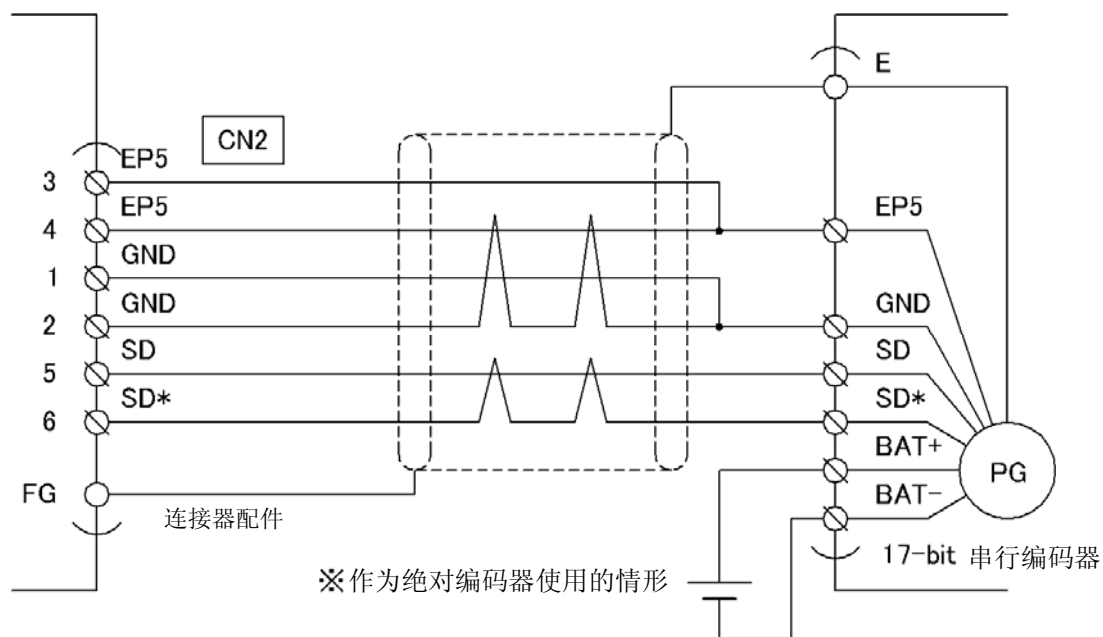 E
CN2
EP5
3
EP5
4
EP5
GND
1
GND
2
GND
SD
5
SD
SD*
6
SD*
BAT+
FG
连接器配件
BAT-
PG
17-bit 串行编码器
※作为绝对编码器使用的情形